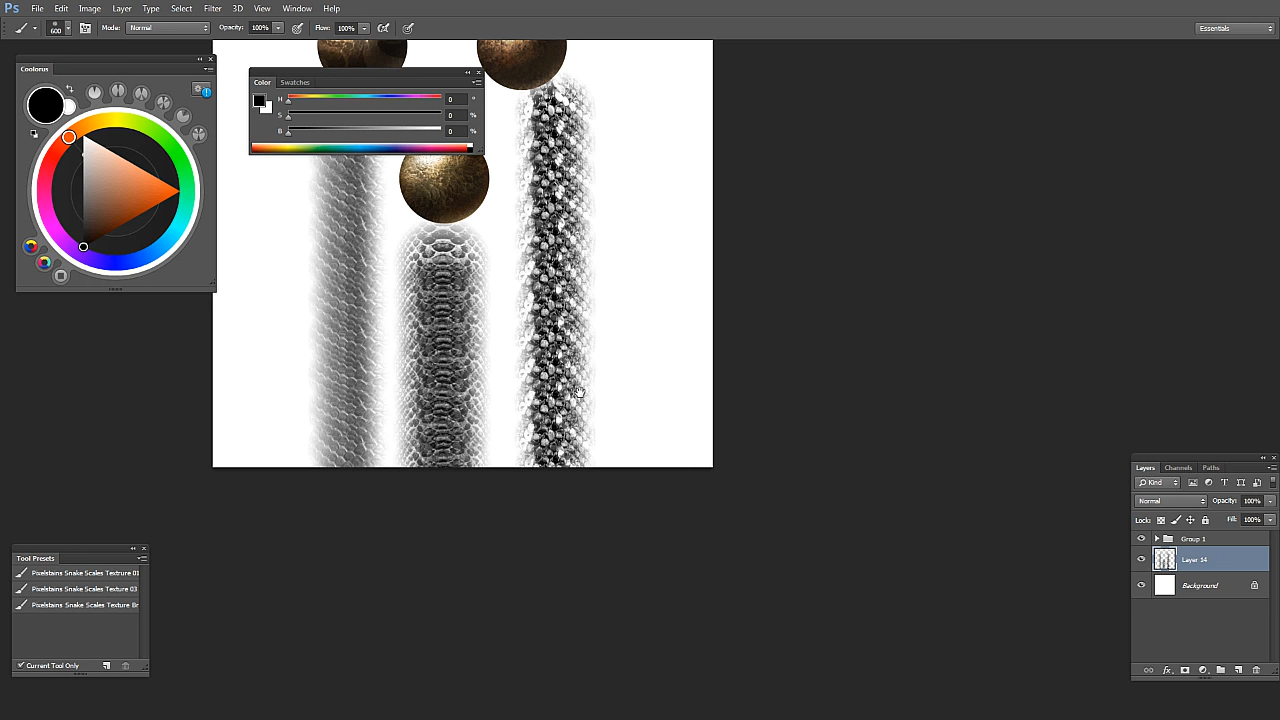 Ps File Edit Image Layer Type Select Filter 3D View Window Help
600 Mode: Normal Opacity: 100% Flow: 100% Essentials
Coolorus
Color Swatches
H 0 °
S 0 %
B 0 %
Layers Channels Paths
Kind
Normal Opacity: 100%
Lock: Fill: 100%
Group 1
Layer 14
Background
fx
Tool Presets
Pixelstains Snake Scales Textrure 01
Pixelstains Snake Scales Texture 03
Pixelstains Snake Scales Texture Br
Current Tool Only